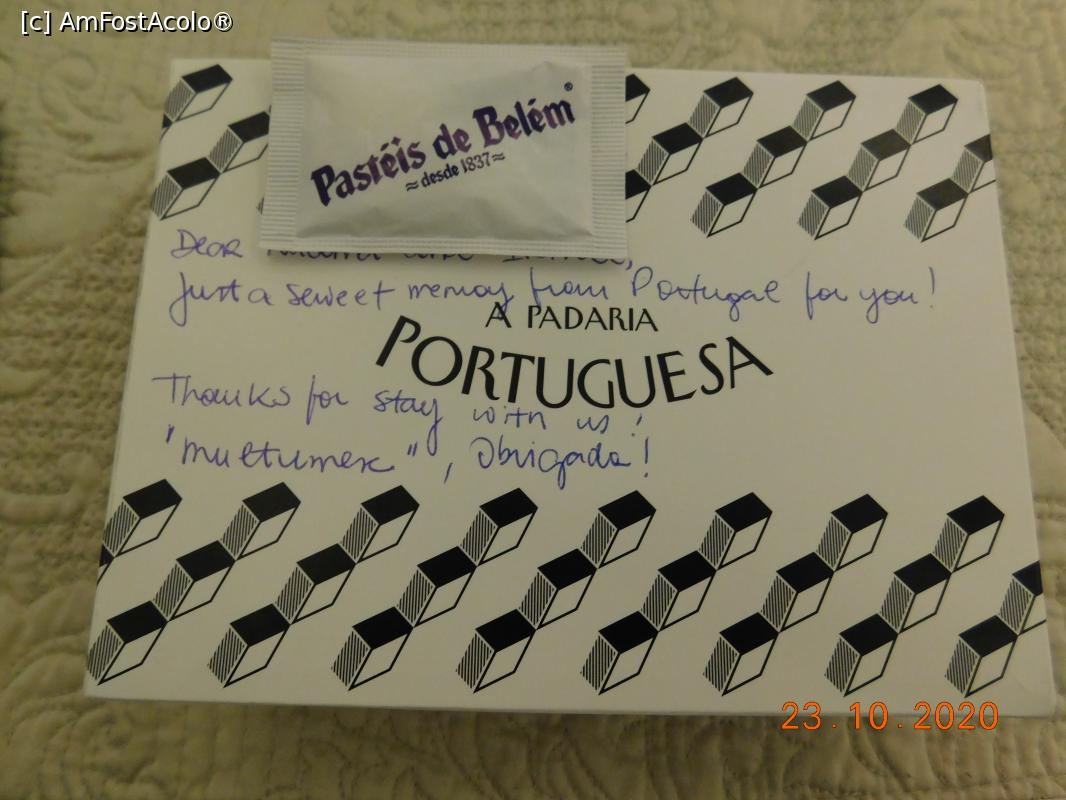 [c] AmFostAcolo®
Pastéis de Belém®
≈ desde 1837 ≈
Dear
Just a seweet memory from Portugal for you!
A PADARIA
PORTUGUESA
Thanks for stay with us!
"multumesc", Obrigada!
23.10.2020